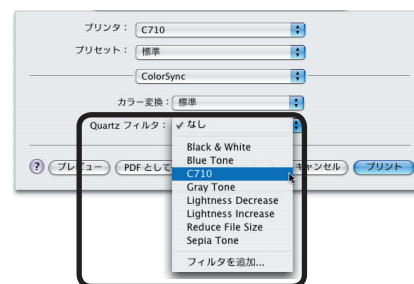 プリンタ： C710
プリセット： 標準
ColorSync
カラー変換： 標準
Quartz フィルタ： ✓なし
Black & White
Blue Tone
? プレビュー PDF として C710 キャンセル プリント
Gray Tone
Lightness Decrease
Lightness Increase
Reduce File Size
Sepia Tone
フィルタを追加...